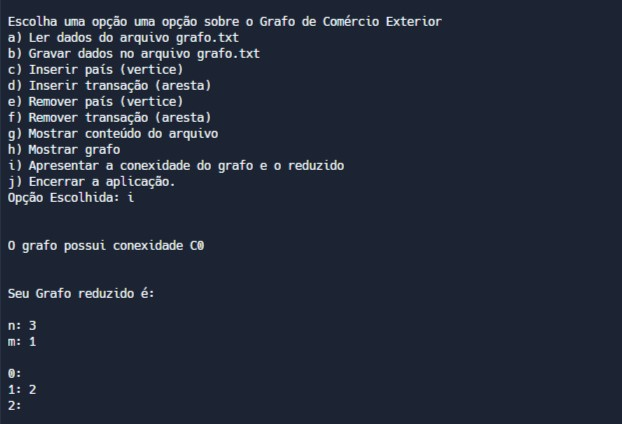 Escolha uma opção uma opção sobre o Grafo de Comércio Exterior
a) Ler dados do arquivo grafo.txt
b) Gravar dados no arquivo grafo.txt
c) Inserir país (vertice)
d) Inserir transação (aresta)
e) Remover país (vertice)
f) Remover transação (aresta)
g) Mostrar conteúdo do arquivo
h) Mostrar grafo
i) Apresentar a conexidade do grafo e o reduzido
j) Encerrar a aplicação.
Opção Escolhida: i
O grafo possui conexidade C0
Seu Grafo reduzido é:
n: 3
m: 1
0:
1: 2
2: